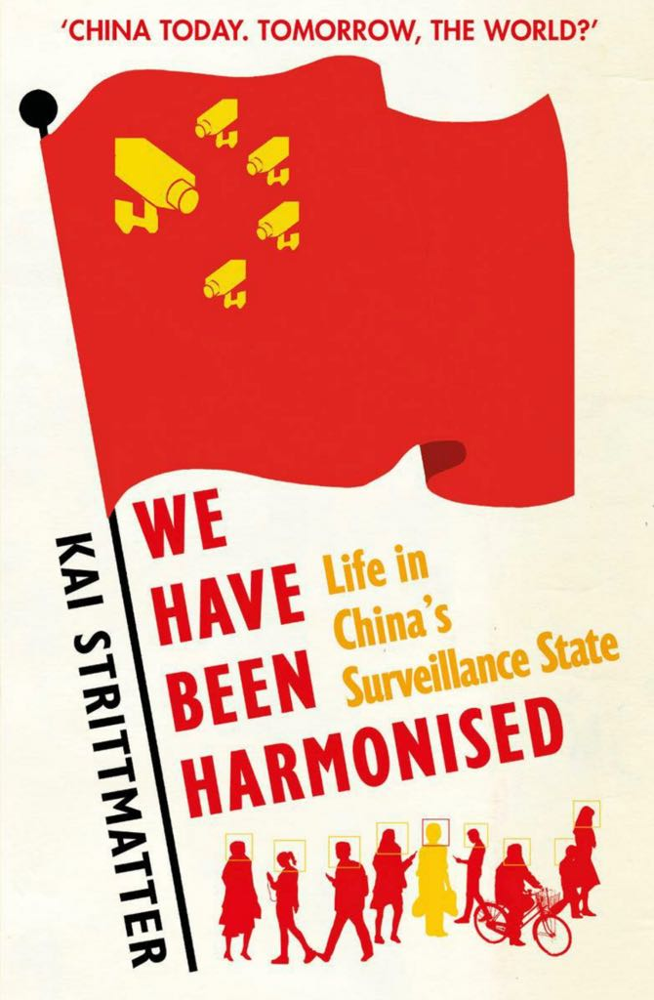 ‘CHINA TODAY. TOMORROW, THE WORLD?’
WE
HAVE
BEEN
HARMONISED
Life in
China’s
Surveillance State
KAI STRITTMATTER